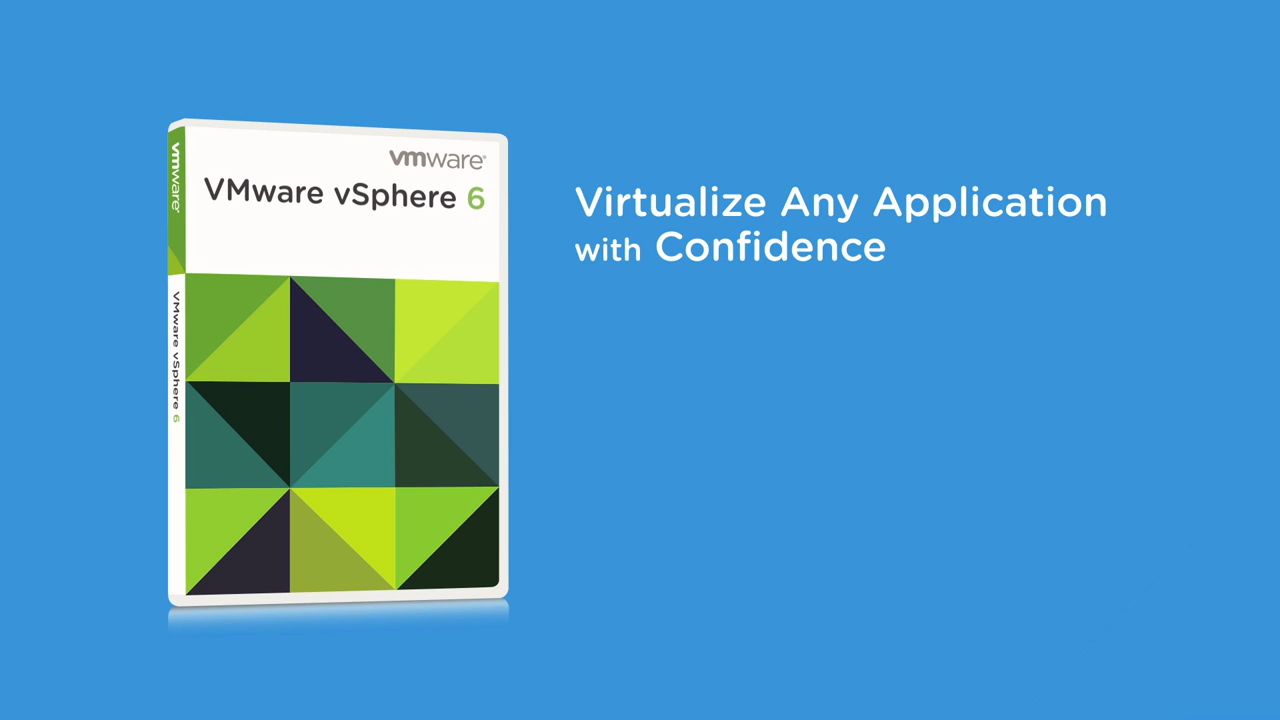 vmware
VMware vSphere 6
vmware
VMware vSphere 6
Virtualize Any Application
with Confidence